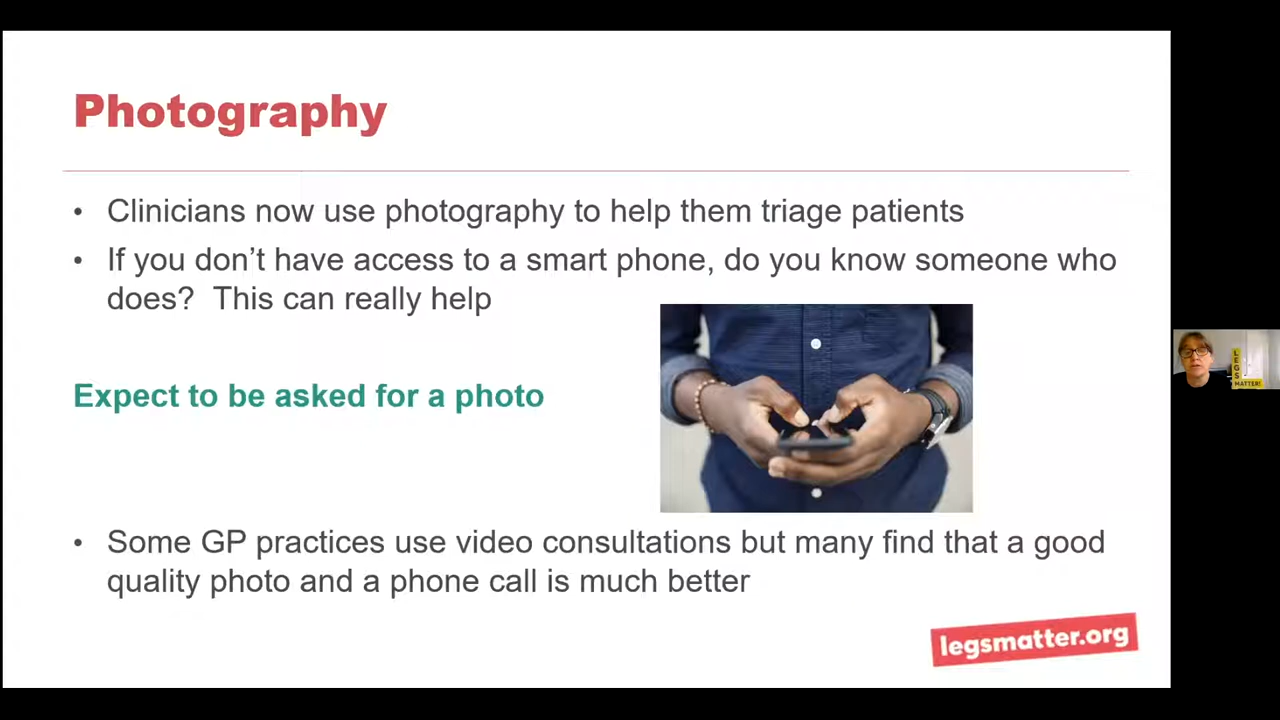 Photography
• Clinicians now use photography to help them triage patients
• If you don’t have access to a smart phone, do you know someone who
does?  This can really help
Expect to be asked for a photo
• Some GP practices use video consultations but many find that a good
quality photo and a phone call is much better
legsmatter.org
LEGS
MATTER!